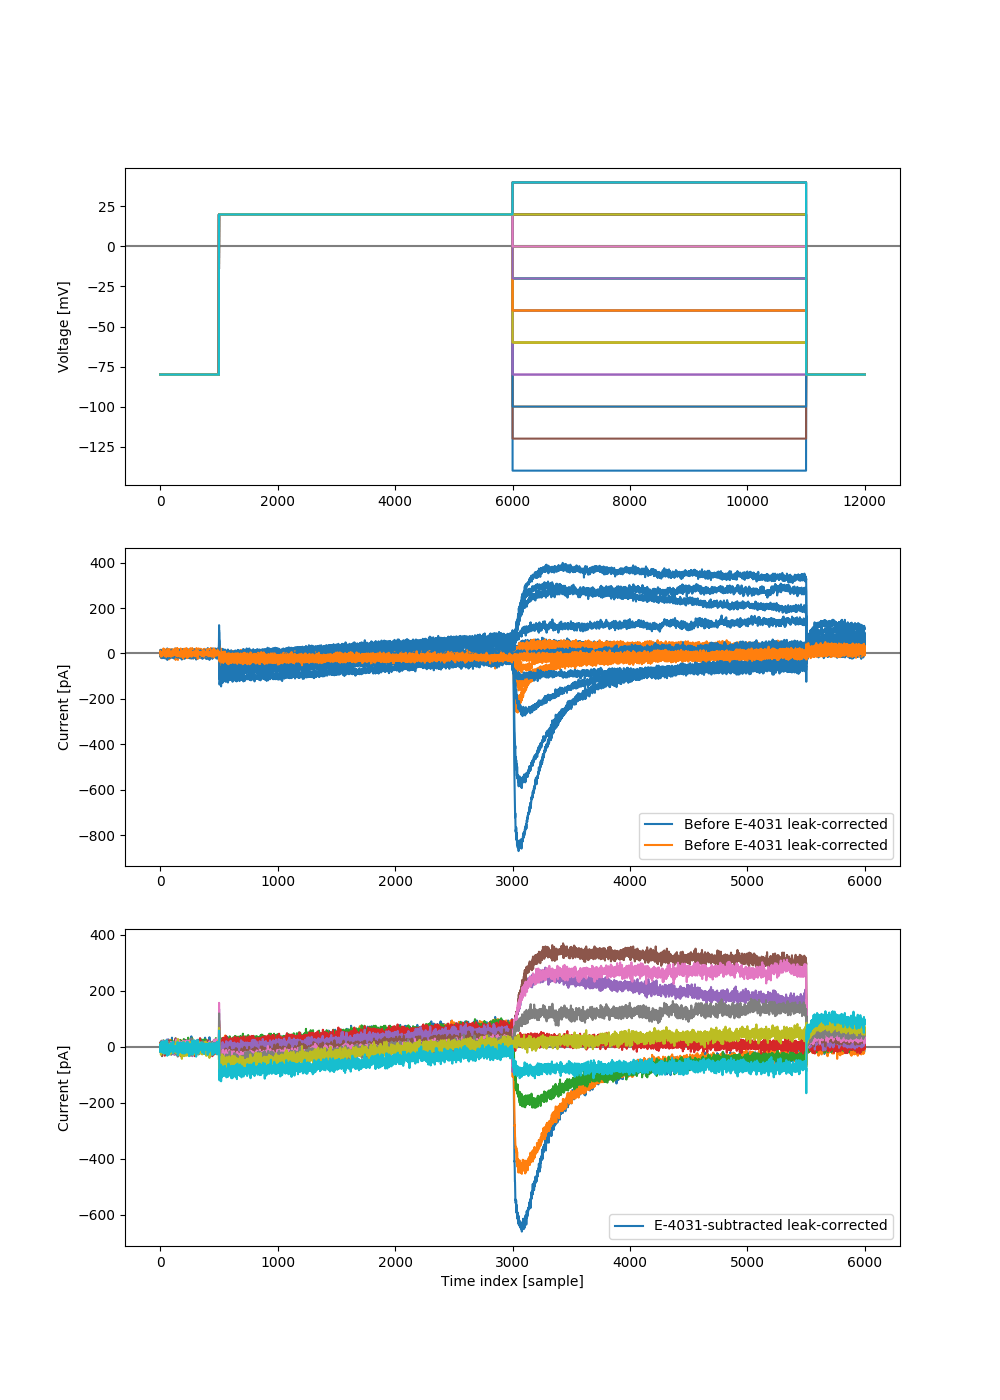 25
0
−25
−50
−75
−100
−125
Voltage [mV]
0 2000 4000 6000 8000 10000 12000
400
200
0
−200
−400
−600
−800
Current [pA]
Before E-4031 leak-corrected
Before E-4031 leak-corrected
0 1000 2000 3000 4000 5000 6000
400
200
0
−200
−400
−600
Current [pA]
E-4031-subtracted leak-corrected
0 1000 2000 3000 4000 5000 6000
Time index [sample]